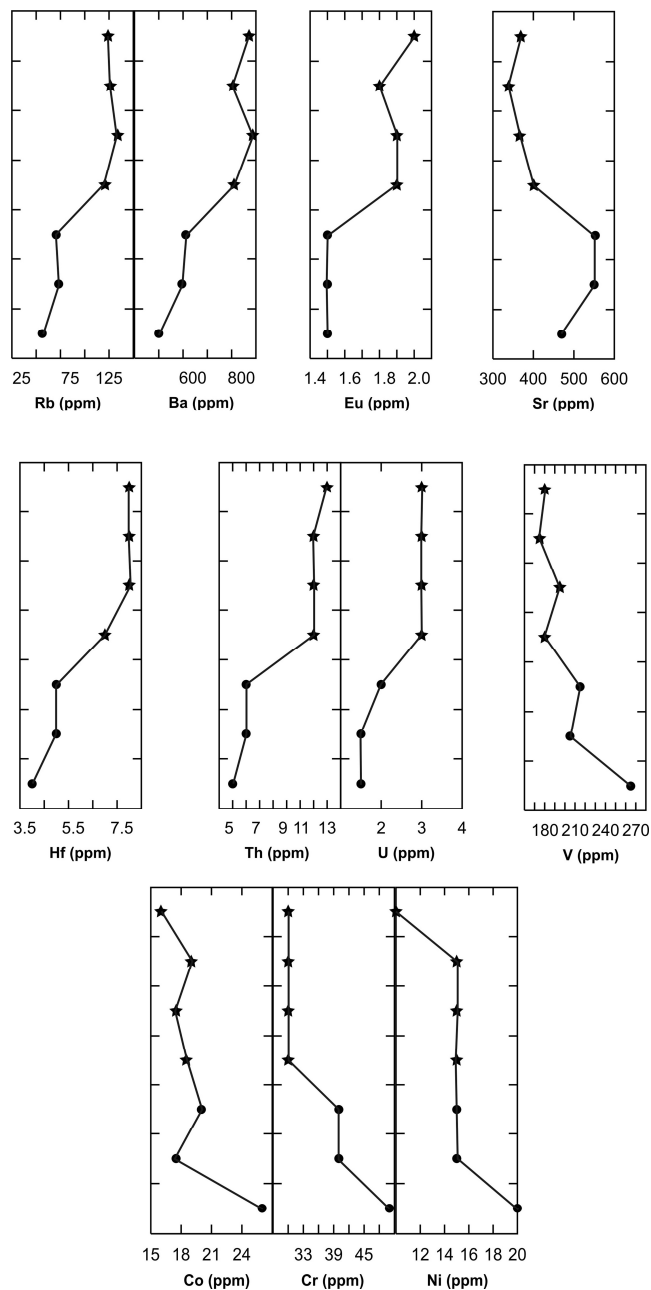 25 75 125 600 800 1.4 1.6 1.8 2.0 300 400 500 600
Rb (ppm) Ba (ppm) Eu (ppm) Sr (ppm)
3.5 5.5 7.5 5 7 9 11 13 2 3 4 180 210 240 270
Hf (ppm) Th (ppm) U (ppm) V (ppm)
15 18 21 24 33 39 45 12 14 16 18 20
Co (ppm) Cr (ppm) Ni (ppm)